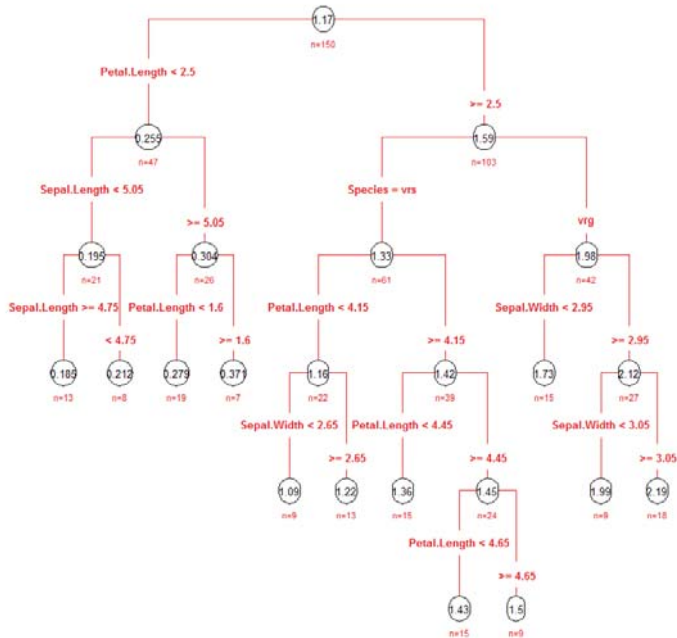 1.17
n=150
Petal.Length < 2.5
>= 2.5
0.255
1.59
n=47
n=103
Sepal.Length < 5.05
Species = vrs
>= 5.05
vrg
0.195
0.304
1.33
1.98
n=21
n=26
n=61
n=42
Sepal.Length >= 4.75
Petal.Length < 1.6
Petal.Length < 4.15
Sepal.Width < 2.95
< 4.75
>= 1.6
>= 4.15
>= 2.95
0.185
0.212
0.279
0.371
1.16
1.42
1.73
2.12
n=13
n=8
n=19
n=7
n=22
n=39
n=15
n=27
Sepal.Width < 2.65
Petal.Length < 4.45
Sepal.Width < 3.05
>= 2.65
>= 4.45
>= 3.05
1.09
1.22
1.36
1.45
1.99
2.19
n=9
n=13
n=15
n=24
n=9
n=18
Petal.Length < 4.65
>= 4.65
1.43
1.5
n=15
n=9